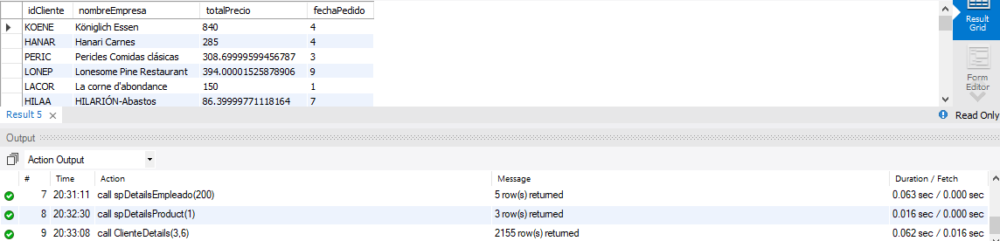 idCliente nombreEmpresa totalPrecio fechaPedido
KOENE Königlich Essen 840 4
HANAR Hanari Carnes 285 4
PERIC Pericles Comidas clásicas 308.69999599456787 3
LONEP Lonesome Pine Restaurant 394.00001525878906 9
LACOR La corne d'abondance 150 1
HILAA HILARIÓN-Abastos 86.39999771118164 7
Result Grid
Form Editor
Result 5
Read Only
Output
Action Output
# Time Action Message Duration / Fetch
7 20:31:11 call spDetailsEmpleado(200) 5 row(s) returned 0.063 sec / 0.000 sec
8 20:32:30 call spDetailsProduct(1) 3 row(s) returned 0.016 sec / 0.000 sec
9 20:33:08 call ClienteDetails(3,6) 2155 row(s) returned 0.062 sec / 0.016 sec